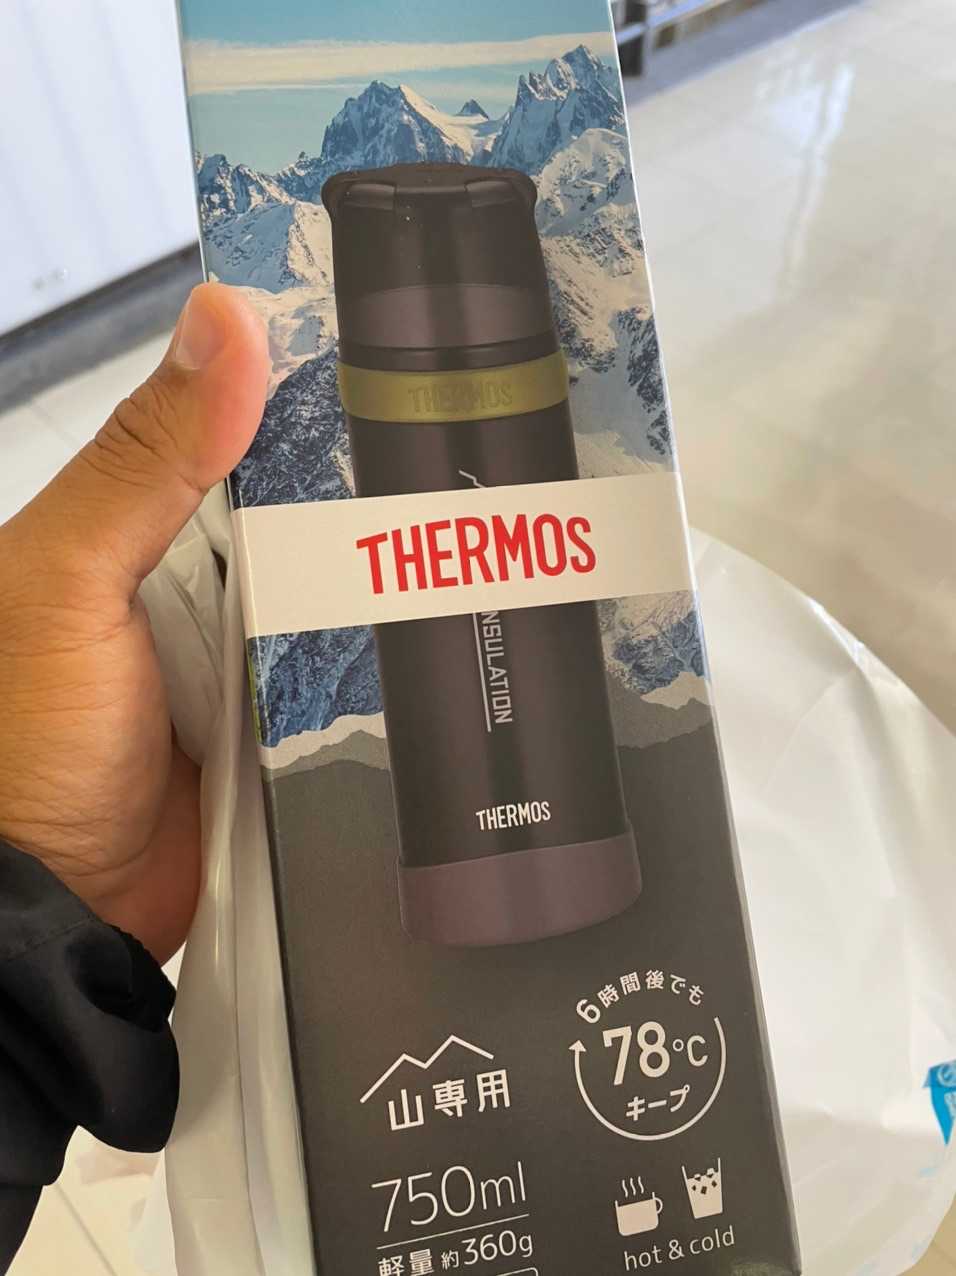 THERMOS
THERMOS
INSULATION
THERMOS
6時間後でも
78℃
キープ
山専用
750ml
軽量 約360g
hot & cold